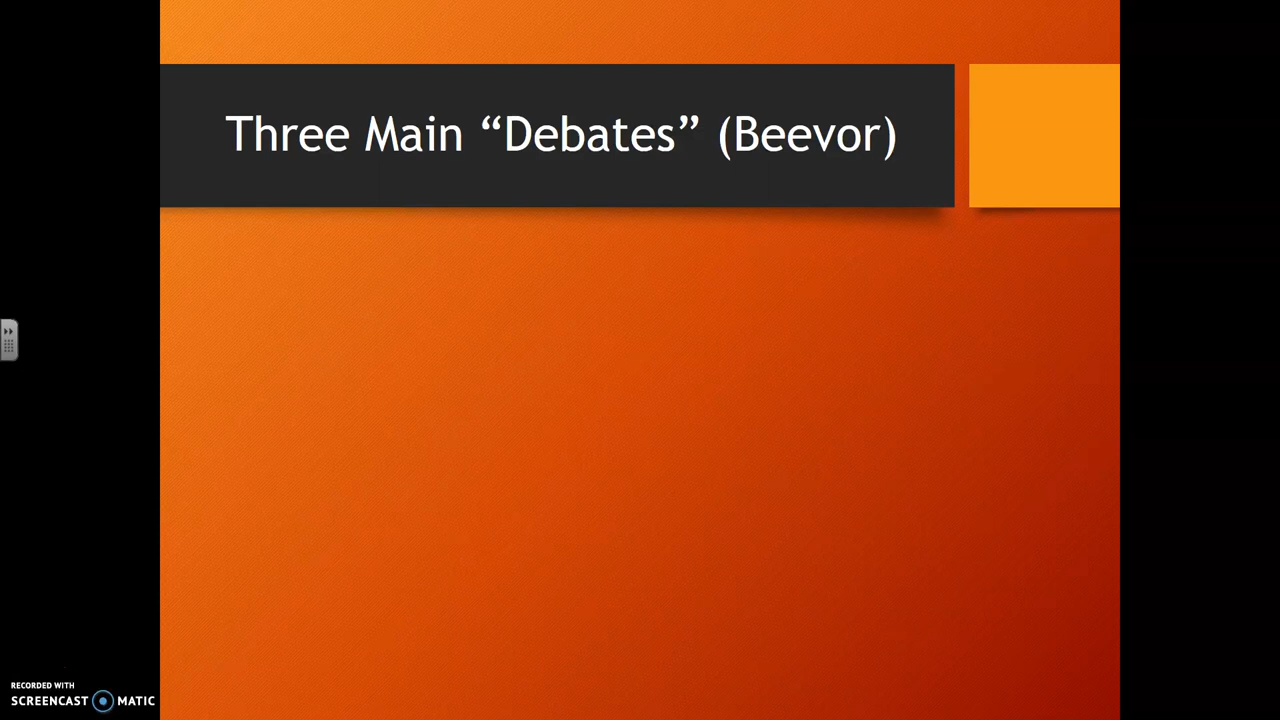 Three Main “Debates” (Beevor)
RECORDED WITH
SCREENCAST MATIC